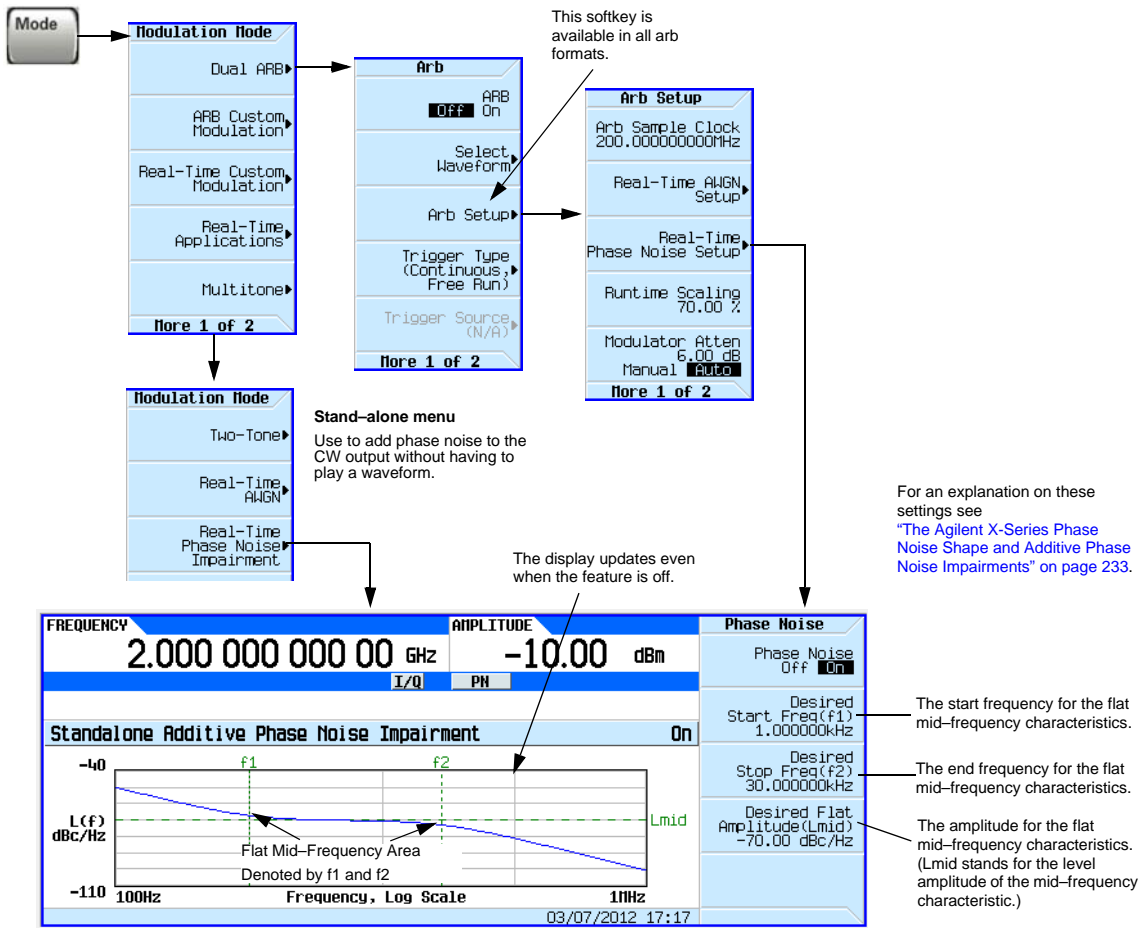 Mode
Modulation Mode
Dual ARB
ARB Custom
Modulation
Real-Time Custom
Modulation
Real-Time
Applications
Multitone
More 1 of 2
Arb
ARB
Off On
Select
Waveform
Arb Setup
Trigger Type
(Continuous,
Free Run)
Trigger Source
(N/A)
More 1 of 2
This softkey is
available in all arb
formats.
Arb Setup
Arb Sample Clock
200.000000000MHz
Real-Time AWGN
Setup
Real-Time
Phase Noise Setup
Runtime Scaling
70.00 %
Modulator Atten
6.00 dB
Manual Auto
More 1 of 2
Modulation Mode
Two-Tone
Real-Time
AWGN
Real-Time
Phase Noise
Impairment
Stand–alone menu
Use to add phase noise to the
CW output without having to
play a waveform.
The display updates even
when the feature is off.
For an explanation on these
settings see
“The Agilent X-Series Phase
Noise Shape and Additive Phase
Noise Impairments” on page 233.
FREQUENCY
2.000 000 000 00 GHz
AMPLITUDE
−10.00 dBm
I/Q PN
Standalone Additive Phase Noise Impairment On
-40
f1 f2
L(f)
dBc/Hz
Lmid
Flat Mid–Frequency Area
Denoted by f1 and f2
-110
100Hz Frequency, Log Scale 1MHz
03/07/2012 17:17
Phase Noise
Phase Noise
Off On
Desired
Start Freq(f1)
1.000000kHz
Desired
Stop Freq(f2)
30.000000kHz
Desired Flat
Amplitude(Lmid)
-70.00 dBc/Hz
The start frequency for the flat
mid–frequency characteristics.
The end frequency for the flat
mid–frequency characteristics.
The amplitude for the flat
mid–frequency characteristics.
(Lmid stands for the level
amplitude of the mid–frequency
characteristic.)